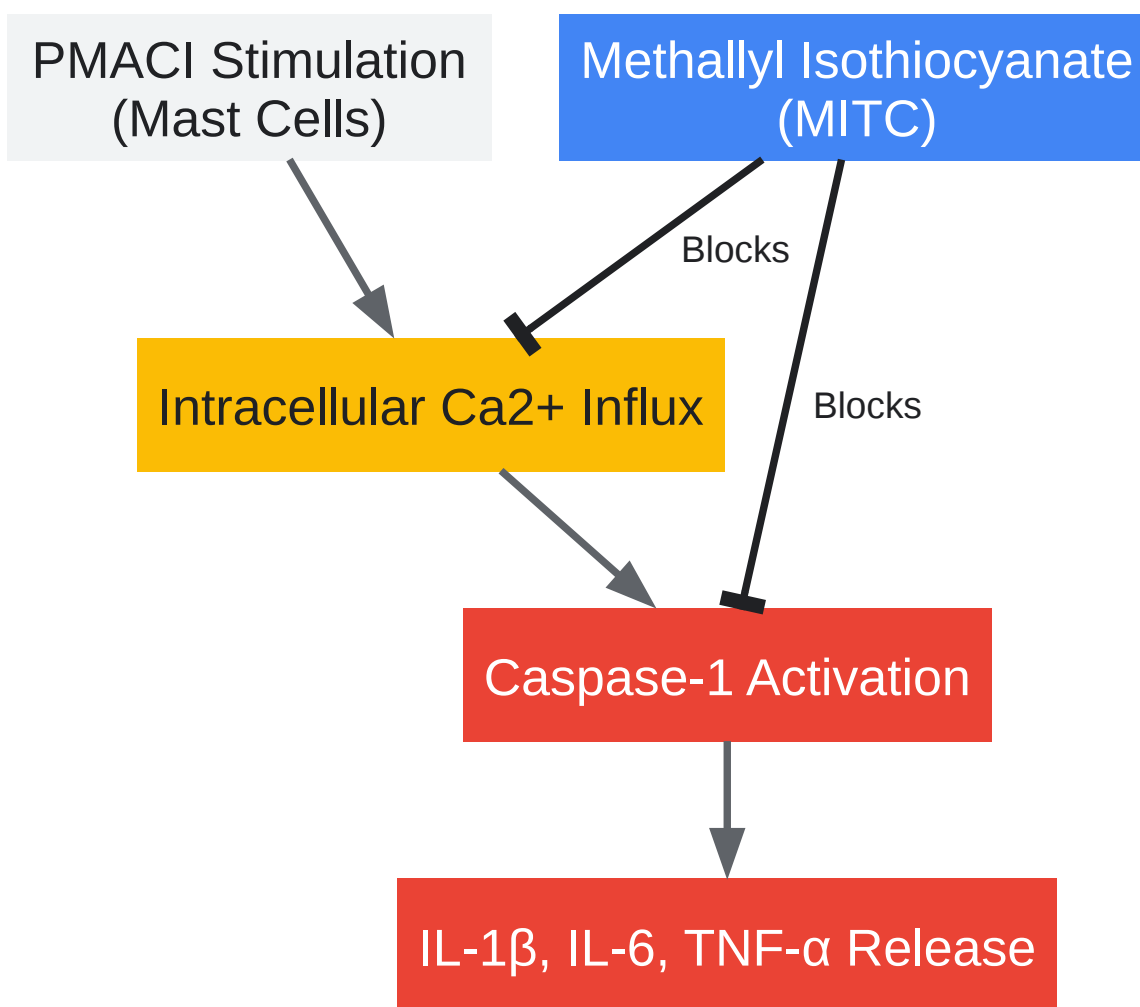 PMACI Stimulation
(Mast Cells)
Methallyl Isothiocyanate
(MITC)
Blocks
Intracellular Ca2+ Influx
Blocks
Caspase-1 Activation
IL-1β, IL-6, TNF-α Release